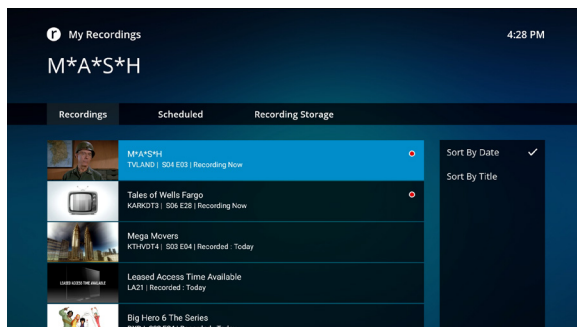 r My Recordings
4:28 PM
M*A*S*H
Recordings Scheduled Recording Storage
M*A*S*H
TVLAND | S04 E03 | Recording Now
Tales of Wells Fargo
KARKDT3 | S06 E28 | Recording Now
Mega Movers
KTHVDT4 | S03 E04 | Recorded : Today
LEASED ACCESS TIME AVAILABLE
Leased Access Time Available
LA21 | Recorded : Today
Big Hero 6 The Series
Sort By Date
Sort By Title